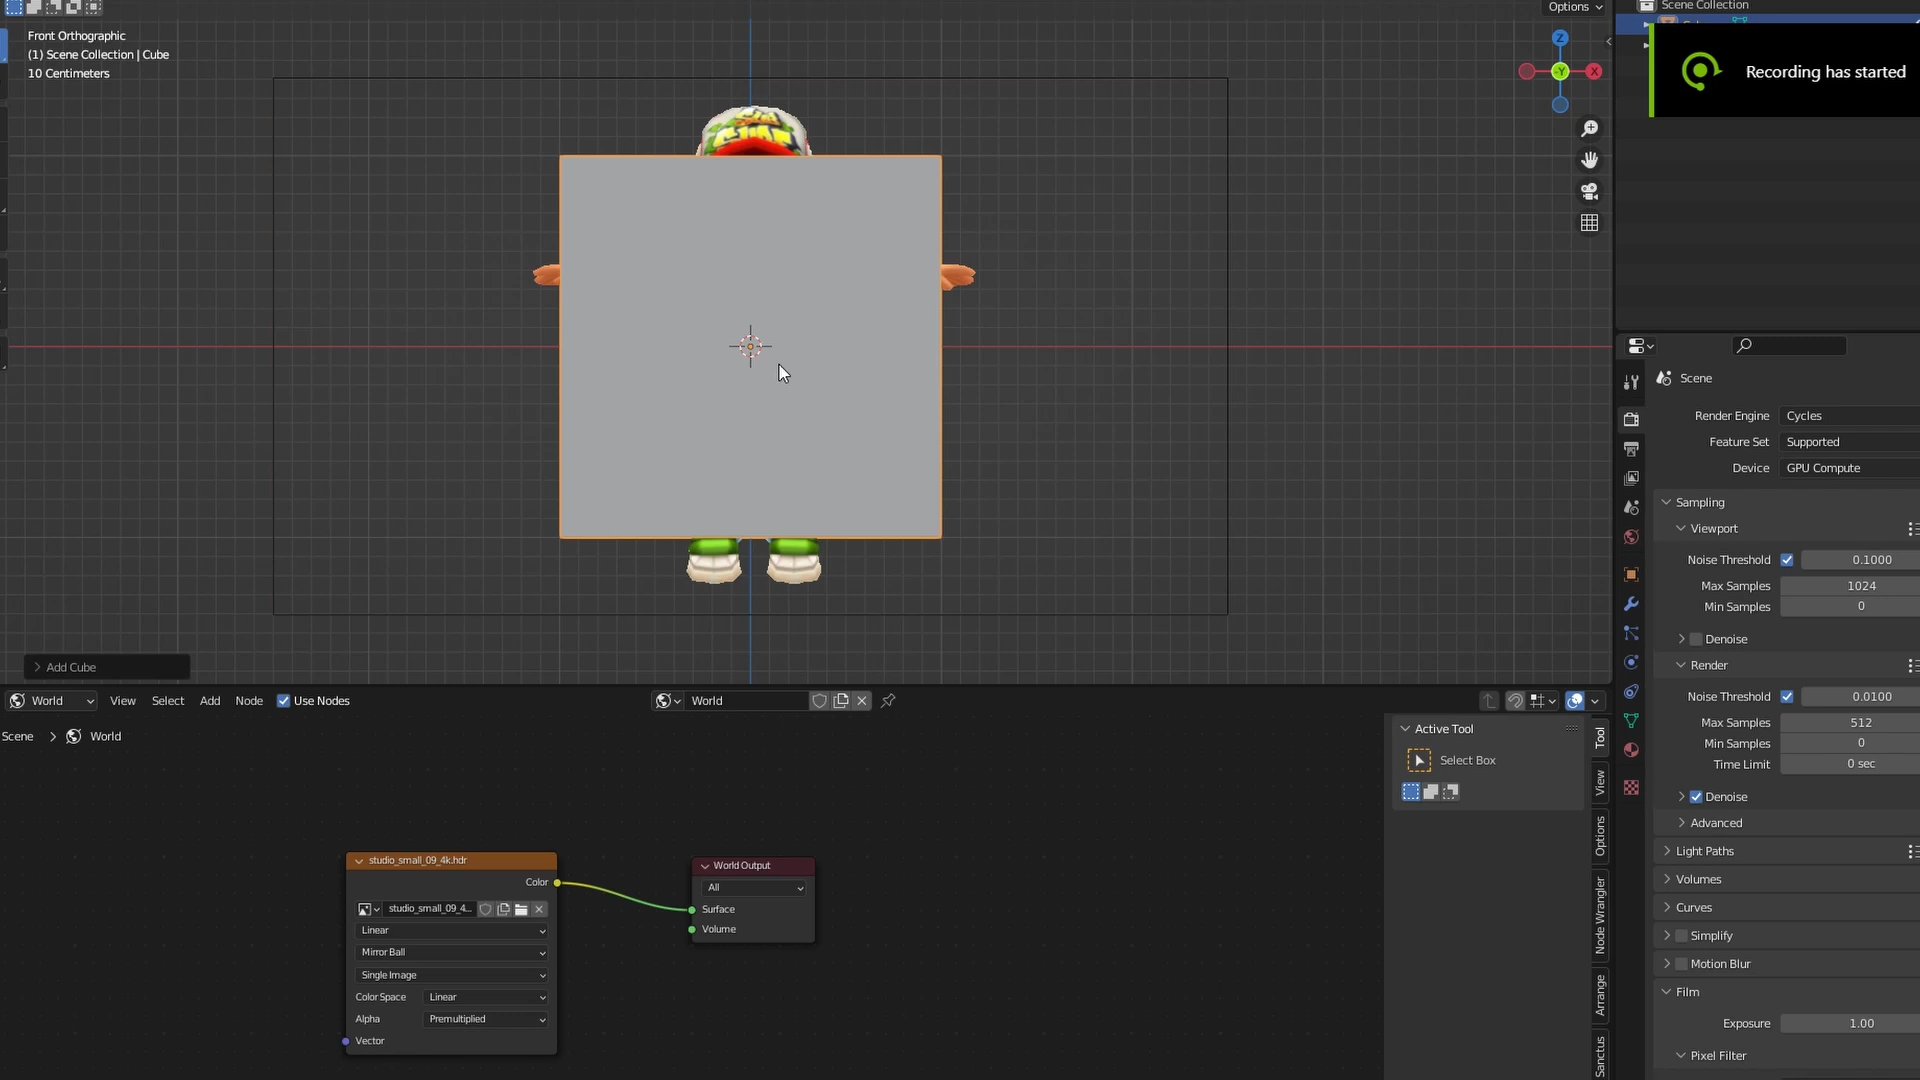 Options
Scene Collection
Front Orthographic
(1) Scene Collection | Cube
10 Centimeters
Z
Y
X
Recording has started
Add Cube
Scene
Render Engine
Cycles
Feature Set
Supported
Device
GPU Compute
Sampling
Viewport
Noise Threshold
0.1000
Max Samples
1024
Min Samples
0
Denoise
Render
Noise Threshold
0.0100
Max Samples
512
Min Samples
0
Time Limit
0 sec
Denoise
Advanced
Light Paths
Volumes
Curves
Simplify
Motion Blur
Film
Exposure
1.00
Pixel Filter
World
View
Select
Add
Node
Use Nodes
World
Scene
World
studio_small_09_4k.hdr
Color
studio_small_09_4...
Linear
Mirror Ball
Single Image
Color Space
Linear
Alpha
Premultiplied
Vector
World Output
All
Surface
Volume
Active Tool
Select Box
Tool
View
Options
Node Wrangler
Arrange
Sanctus